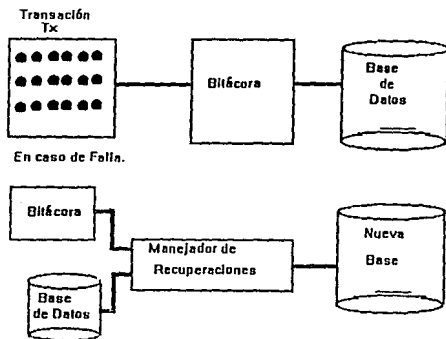 Transación
Tx
Bitácora
Base
de
Datos
En caso de Falla.
Bitácora
Manejador de
Recuperaciones
Nueva
Base
Base
de Datos